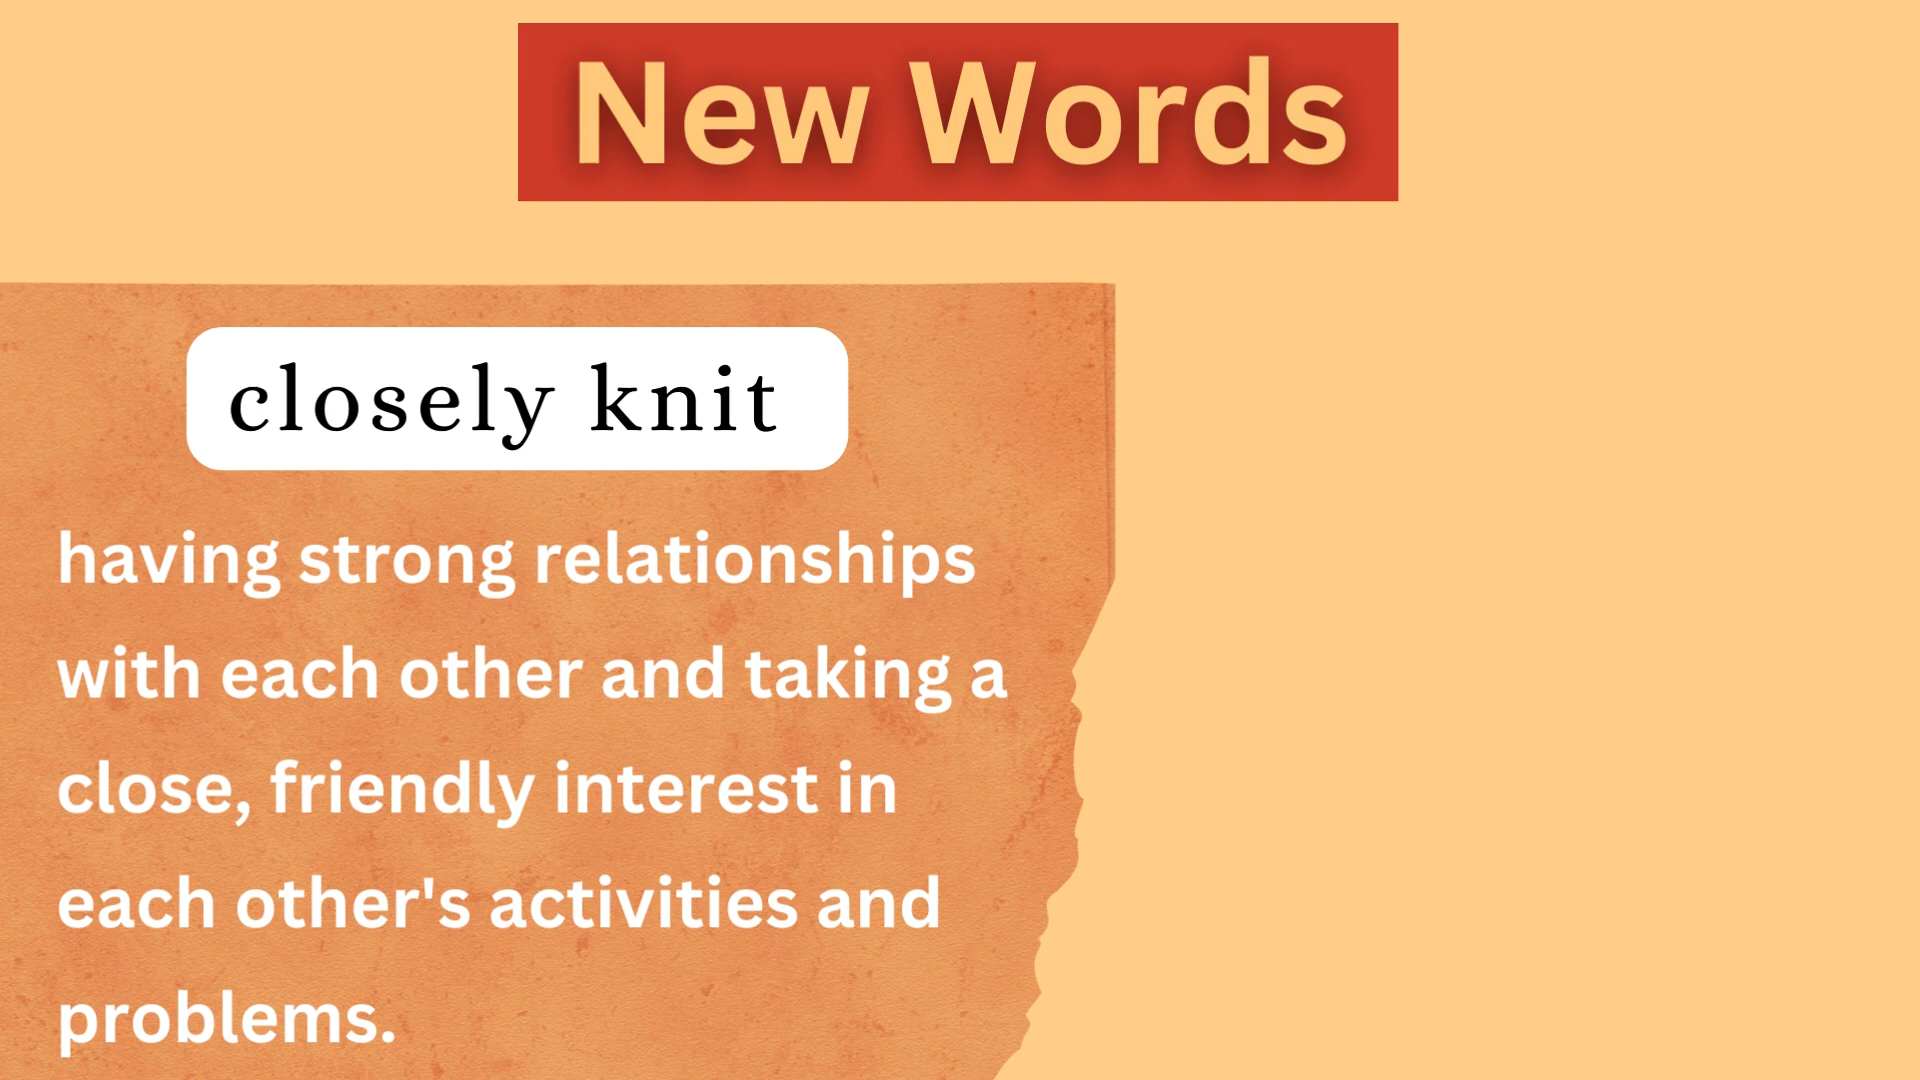 New Words
closely knit
having strong relationships
with each other and taking a
close, friendly interest in
each other's activities and
problems.